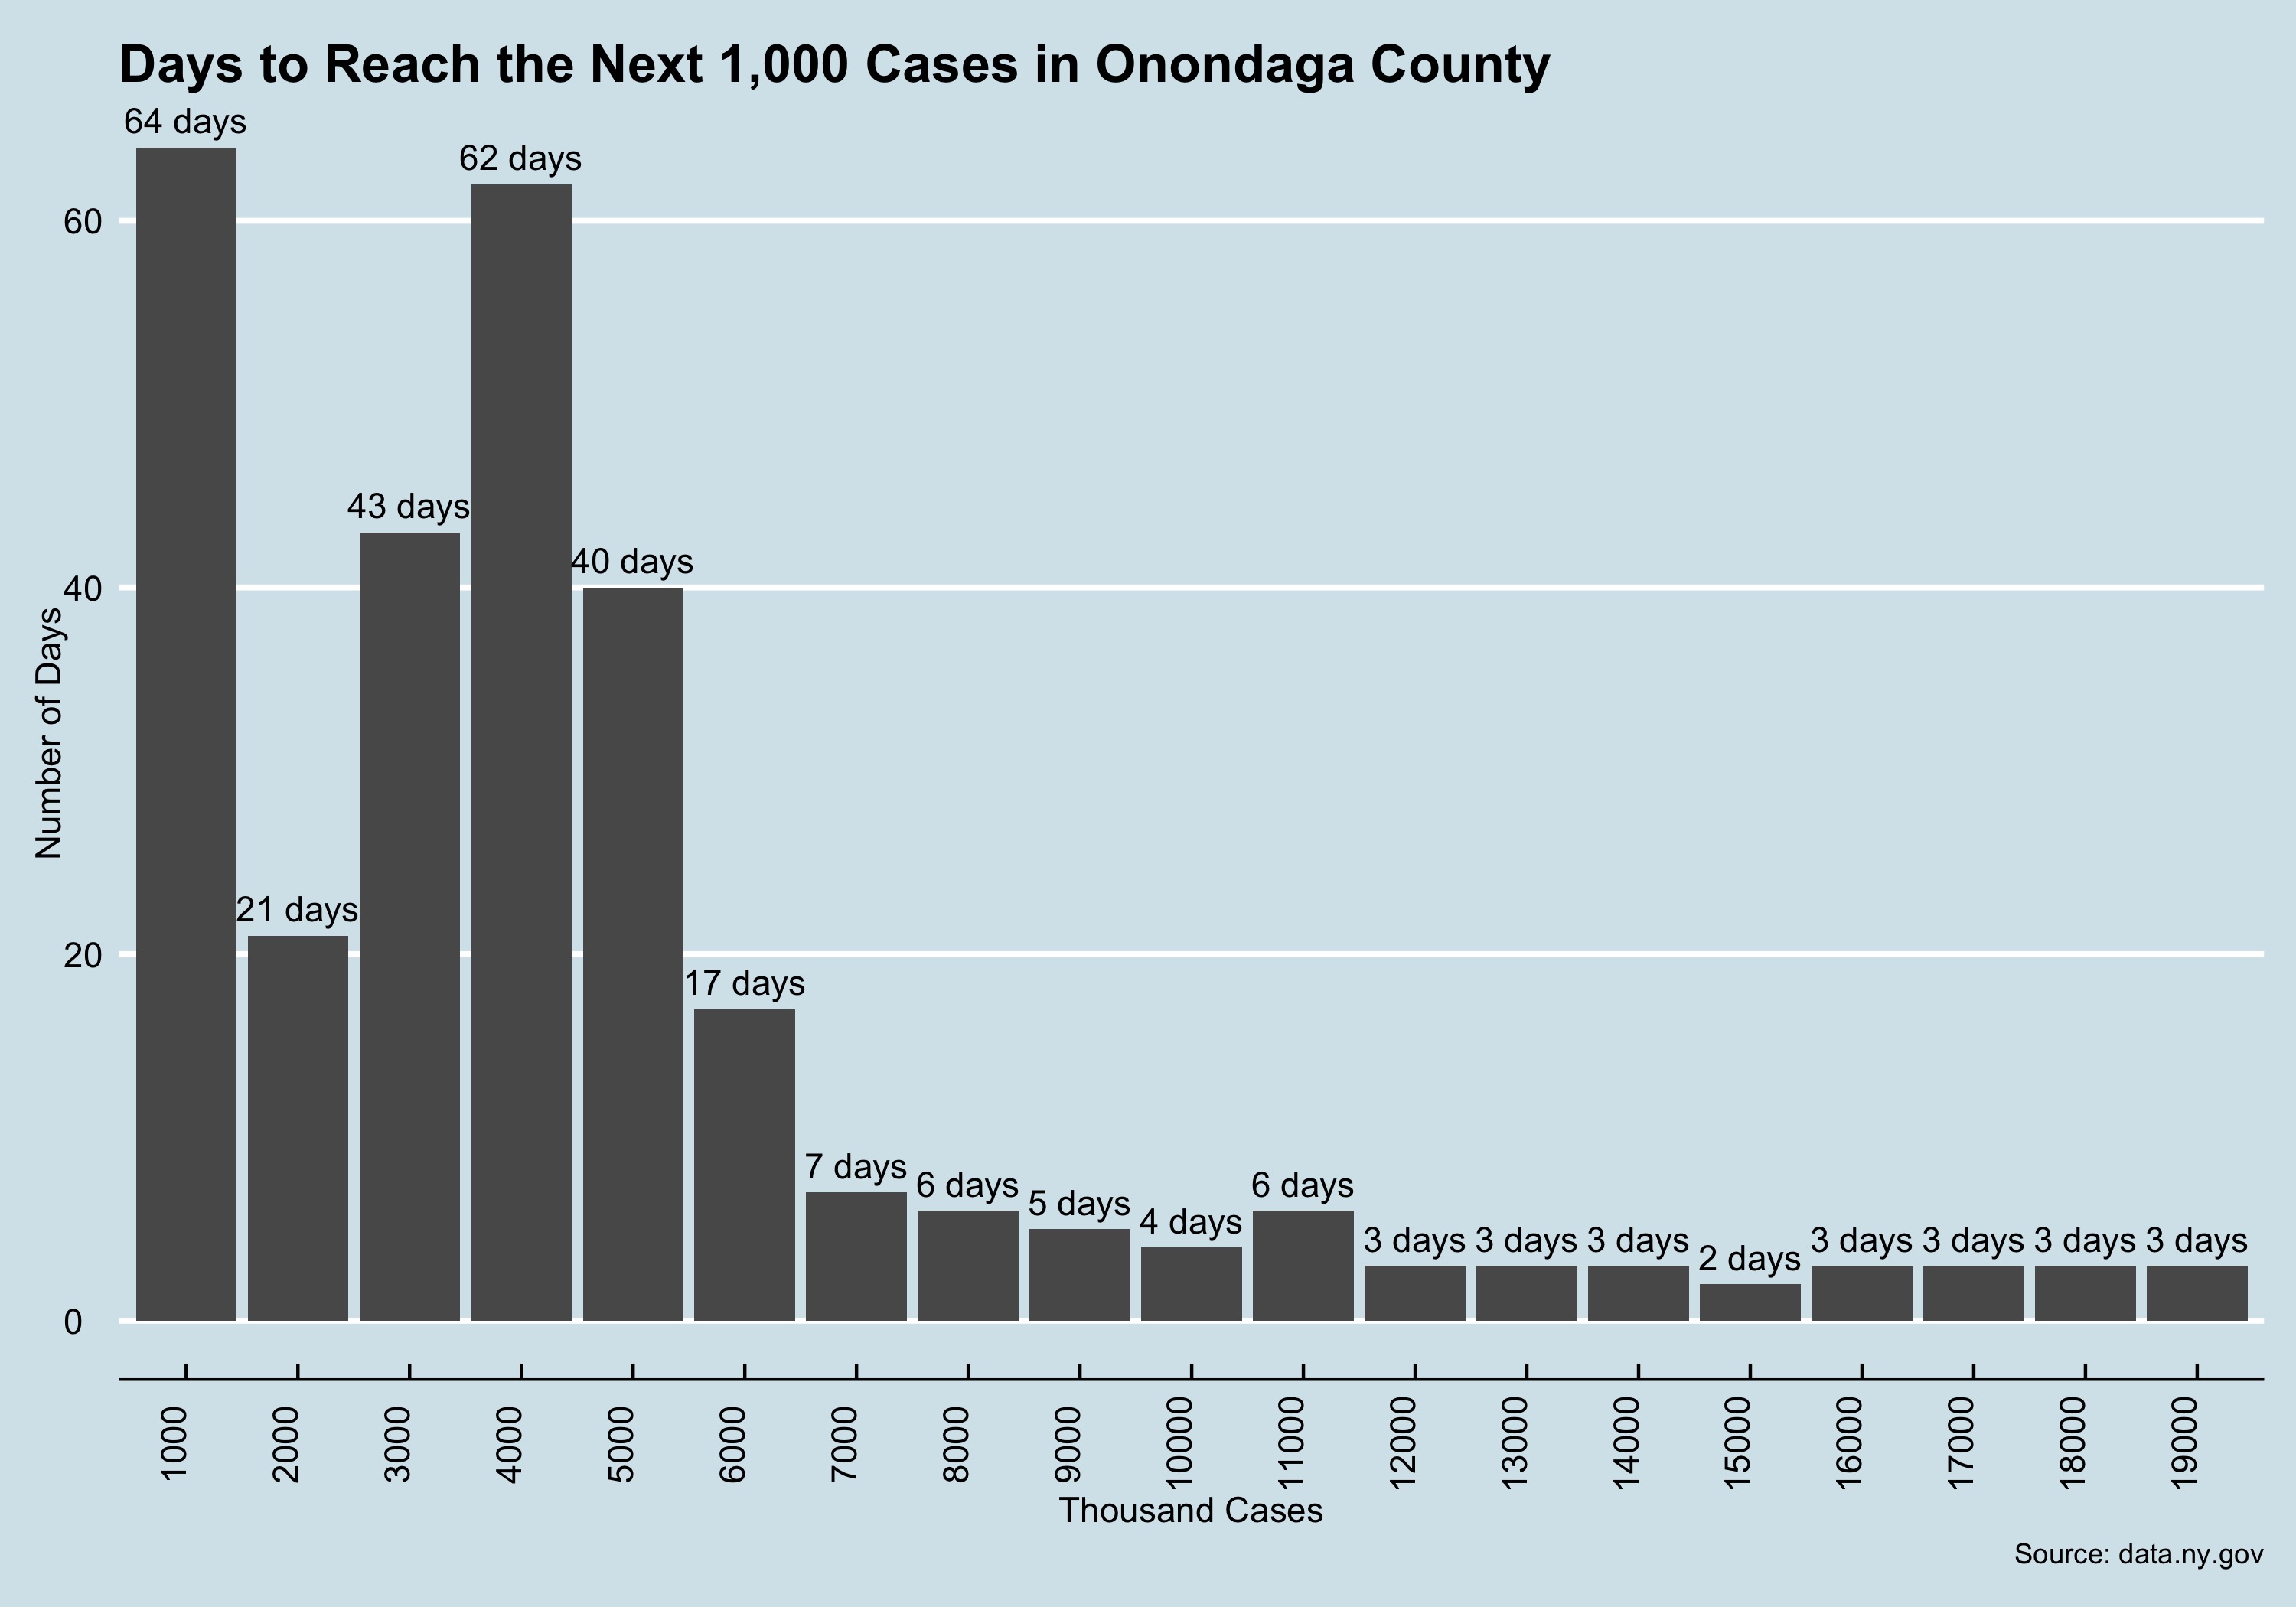 Days to Reach the Next 1,000 Cases in Onondaga County
64 days
62 days
60
43 days
40 days
40
21 days
20
17 days
7 days
6 days
5 days
4 days
6 days
3 days
3 days
3 days
2 days
3 days
3 days
3 days
3 days
0
Number of Days
1000
2000
3000
4000
5000
6000
7000
8000
9000
10000
11000
12000
13000
14000
15000
16000
17000
18000
19000
Thousand Cases
Source: data.ny.gov